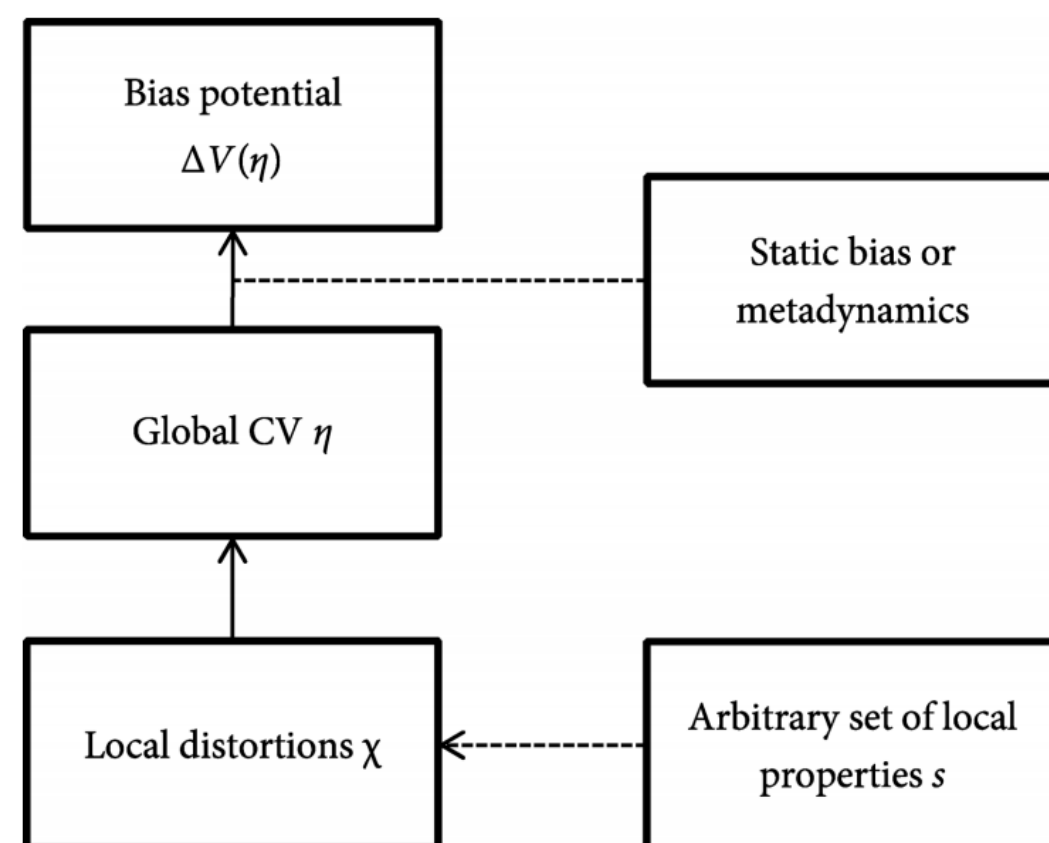 Bias potential
ΔV(η)
Static bias or
metadynamics
Global CV η
Local distortions χ
Arbitrary set of local
properties s